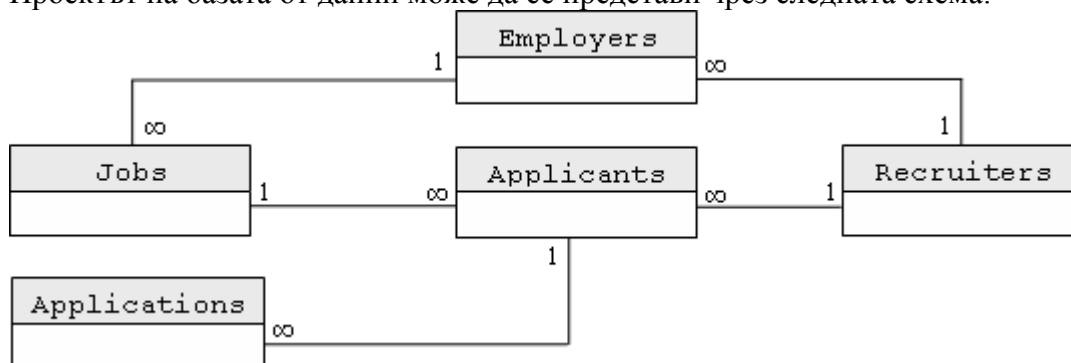 Проектът на базата от данни може да се представи чрез следната схема:
Employers
1
∞
∞
1
Jobs
Applicants
Recruiters
1
∞
∞
1
1
Applications
∞